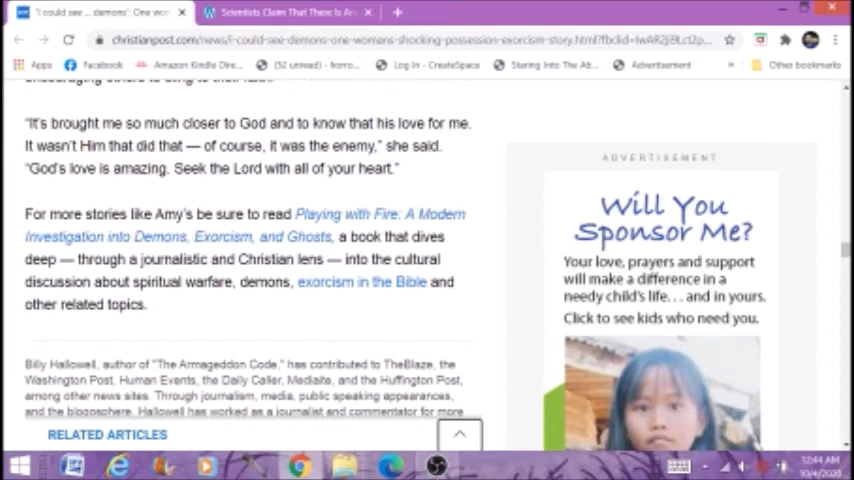 'I could see ... demons': One wom
Scientists Claim That There Is An
christianpost.com/news/i-could-see-demons-one-womans-shocking-possession-exorcism-story.html?fbclid=
Apps
Facebook
Amazon Kindle Dire...
(52 unread) - horro...
Log In - CreateSpace
Staring Into The Ab...
Advertisement
Other bookmarks
"It's brought me so much closer to God and to know that his love for me.
It wasn't Him that did that — of course, it was the enemy," she said.
"God's love is amazing. Seek the Lord with all of your heart."
For more stories like Amy's be sure to read Playing with Fire: A Modern
Investigation into Demons, Exorcism, and Ghosts, a book that dives
deep — through a journalistic and Christian lens — into the cultural
discussion about spiritual warfare, demons, exorcism in the Bible and
other related topics.
Billy Hallowell, author of "The Armageddon Code," has contributed to TheBlaze, the
Washington Post, Human Events, the Daily Caller, Mediaite, and the Huffington Post,
among other news sites. Through journalism, media, public speaking appearances,
and the blogosphere, Hallowell has worked as a journalist and commentator for more
RELATED ARTICLES
ADVERTISEMENT
Will You
Sponsor Me?
Your love, prayers and support
will make a difference in a
needy child's life. . . and in yours.
Click to see kids who need you.
12:44 AM
10/4/2020